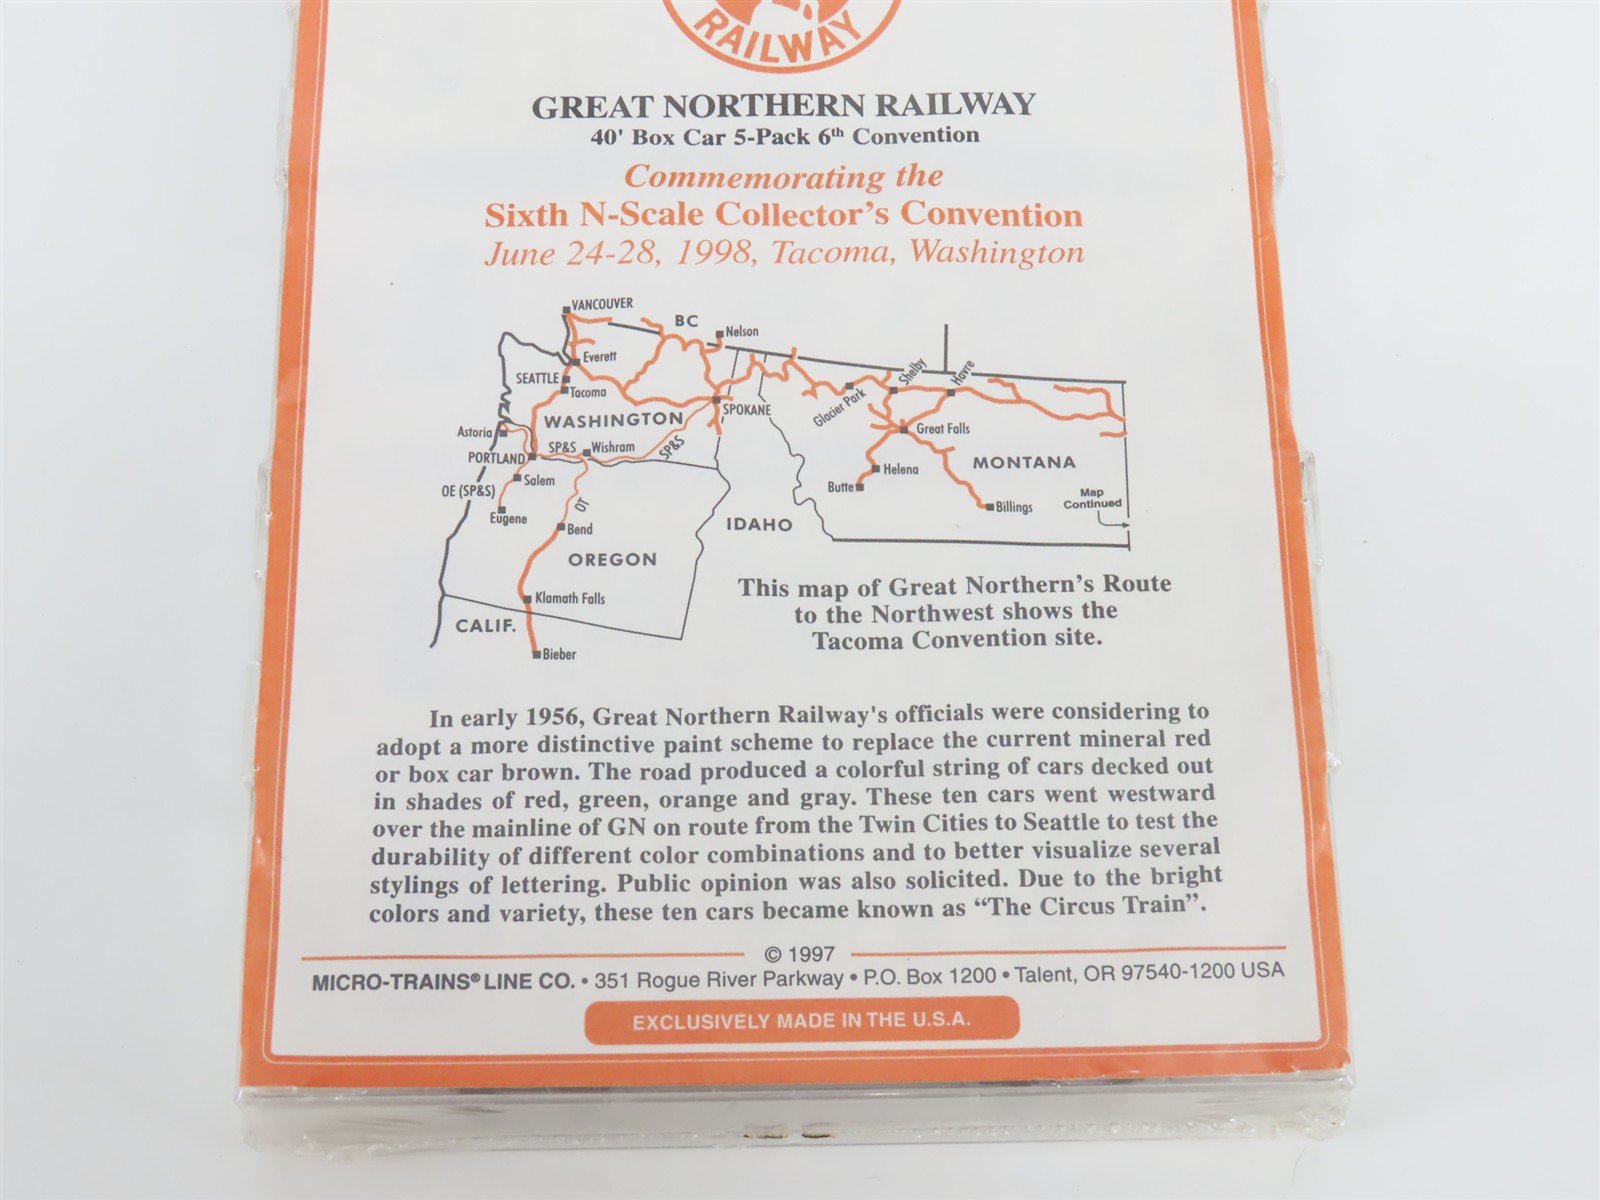 RAILWAY
GREAT NORTHERN RAILWAY
40' Box Car 5-Pack 6th Convention
Commemorating the
Sixth N-Scale Collector's Convention
June 24-28, 1998, Tacoma, Washington
VANCOUVER
BC
Nelson
Everett
SEATTLE
Tacoma
Shelby
Havre
Glacier Park
WASHINGTON
SPOKANE
Astoria
PORTLAND
SP&S
Wishram
SP&S
Great Falls
MONTANA
Helena
Butte
Billings
Map
Continued
OE (SP&S)
Salem
Eugene
OT
Bend
IDAHO
OREGON
Klamath Falls
CALIF.
Bieber
This map of Great Northern's Route
to the Northwest shows the
Tacoma Convention site.
In early 1956, Great Northern Railway's officials were considering to
adopt a more distinctive paint scheme to replace the current mineral red
or box car brown. The road produced a colorful string of cars decked out
in shades of red, green, orange and gray. These ten cars went westward
over the mainline of GN on route from the Twin Cities to Seattle to test the
durability of different color combinations and to better visualize several
stylings of lettering. Public opinion was also solicited. Due to the bright
colors and variety, these ten cars became known as “The Circus Train”.
© 1997
MICRO-TRAINS® LINE CO. • 351 Rogue River Parkway • P.O. Box 1200 • Talent, OR 97540-1200 USA
EXCLUSIVELY MADE IN THE U.S.A.